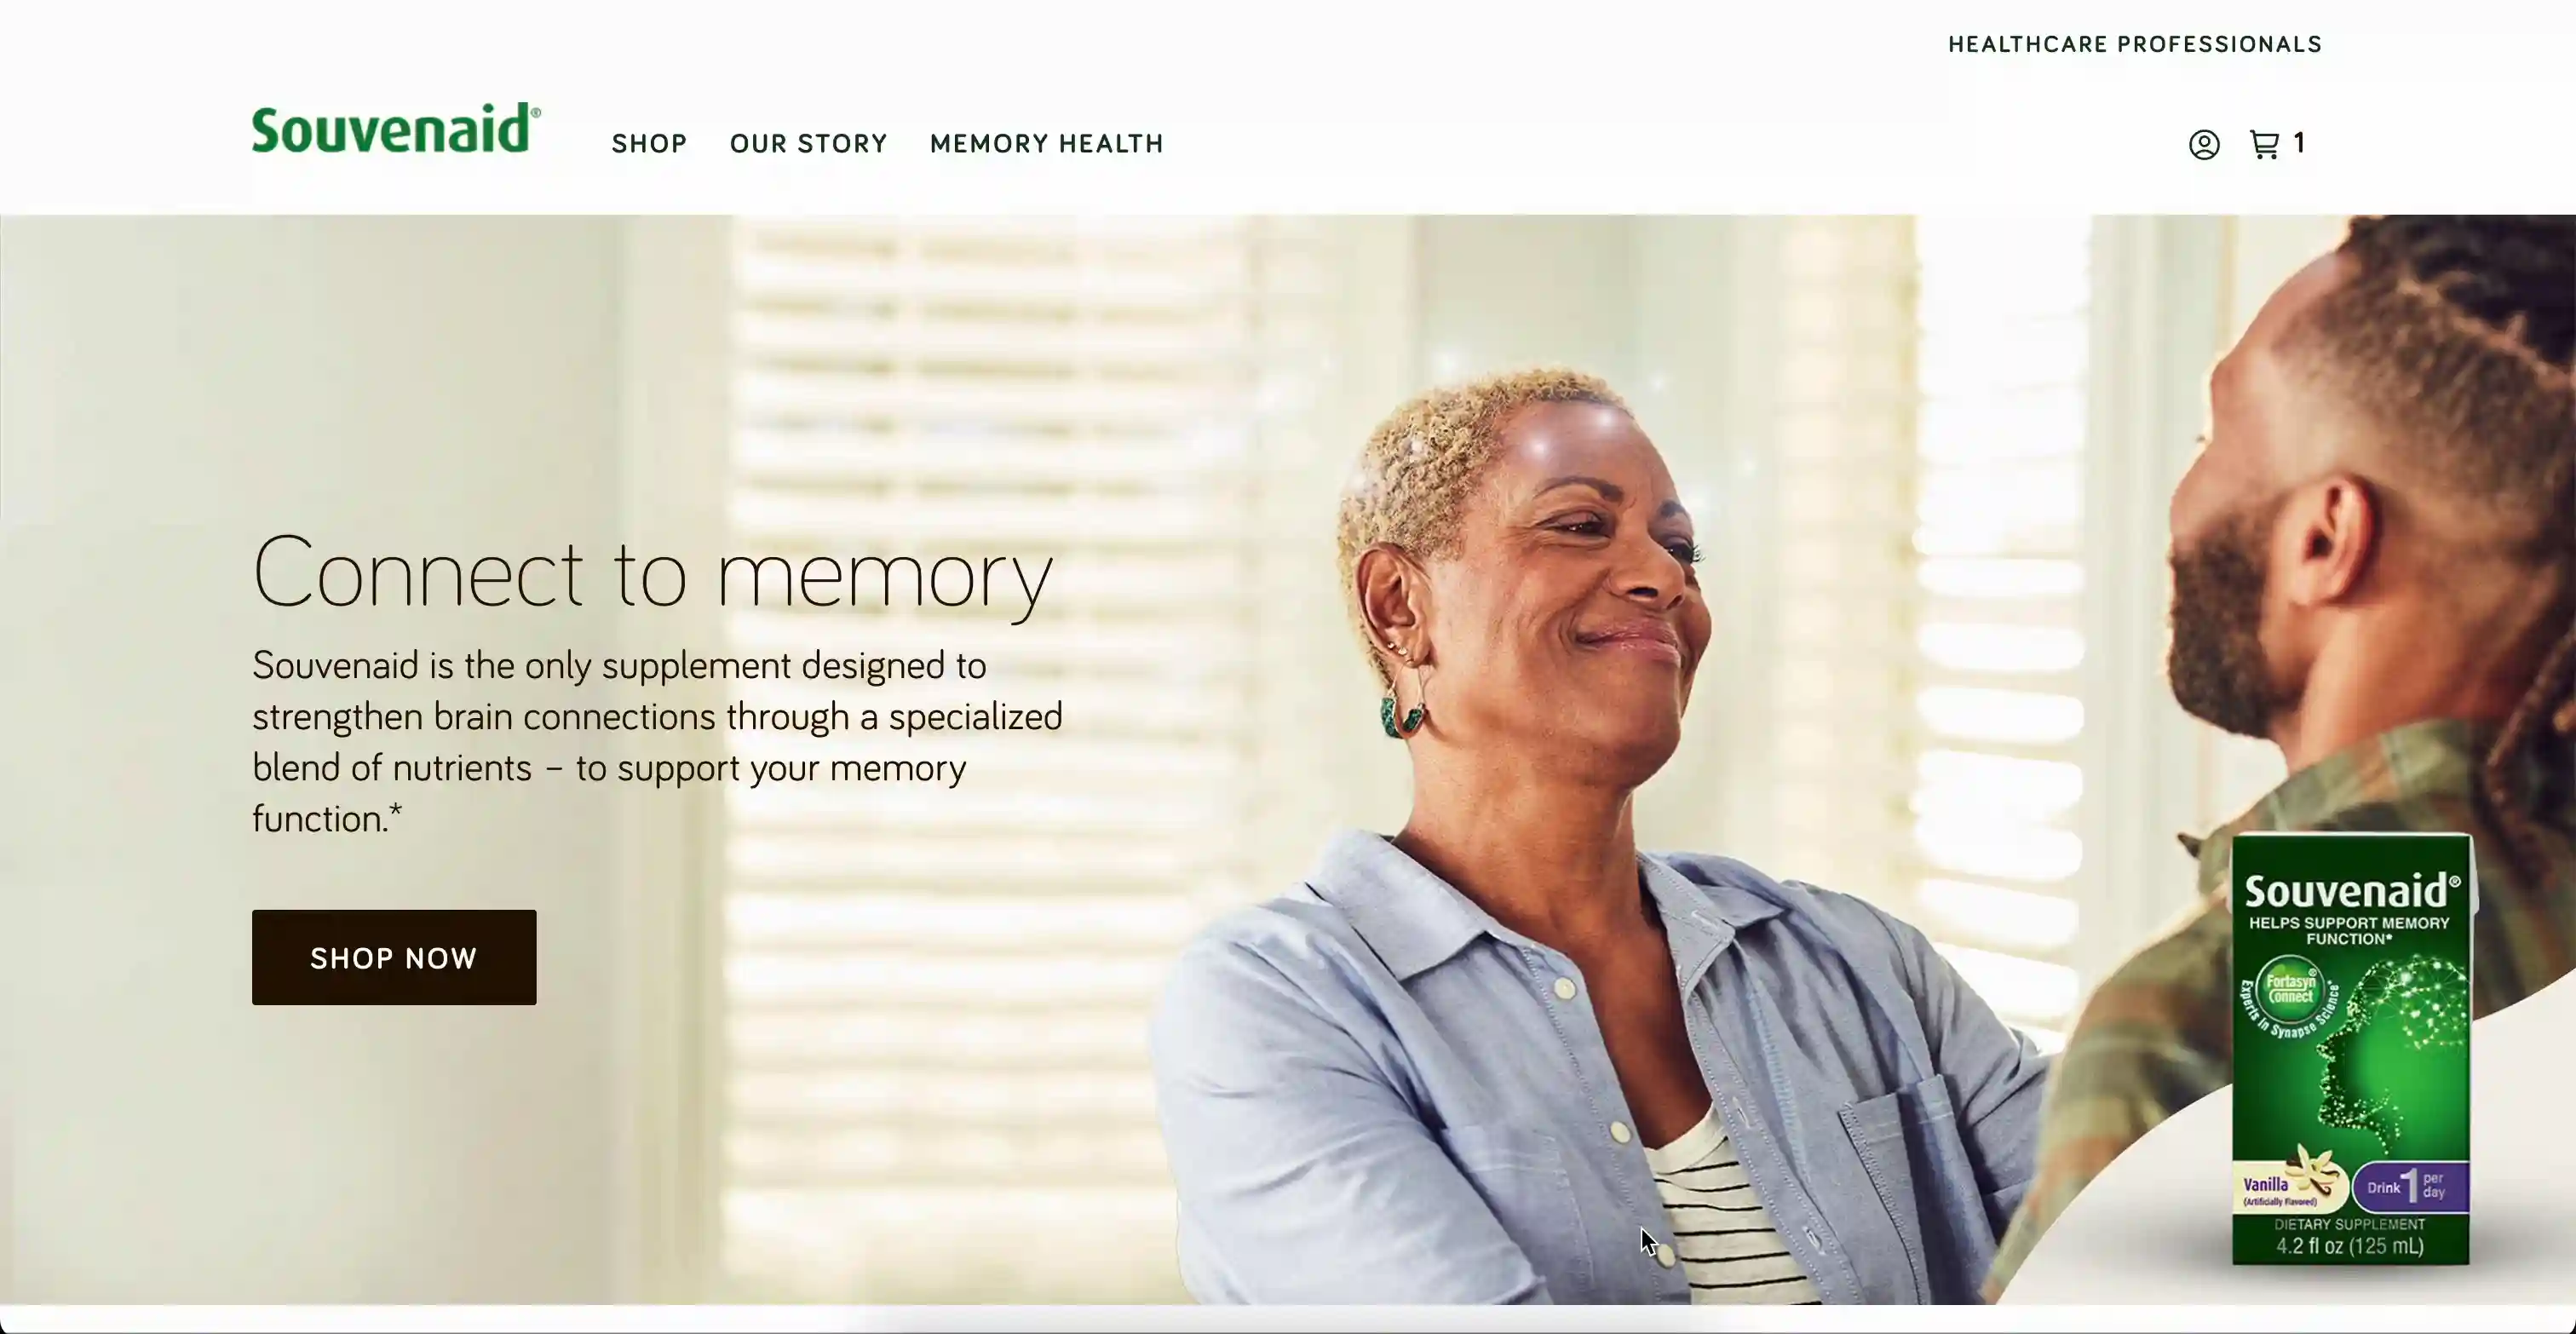 HEALTHCARE PROFESSIONALS
Souvenaid®
SHOP OUR STORY MEMORY HEALTH
1
Connect to memory
Souvenaid is the only supplement designed to
strengthen brain connections through a specialized
blend of nutrients – to support your memory
function.*
SHOP NOW
Souvenaid®
HELPS SUPPORT MEMORY
FUNCTION*
Fortasyn®
Connect
Experts in Synapse Science*
Vanilla
(Artificially Flavored)
Drink 1 per day
DIETARY SUPPLEMENT
4.2 fl oz (125 mL)